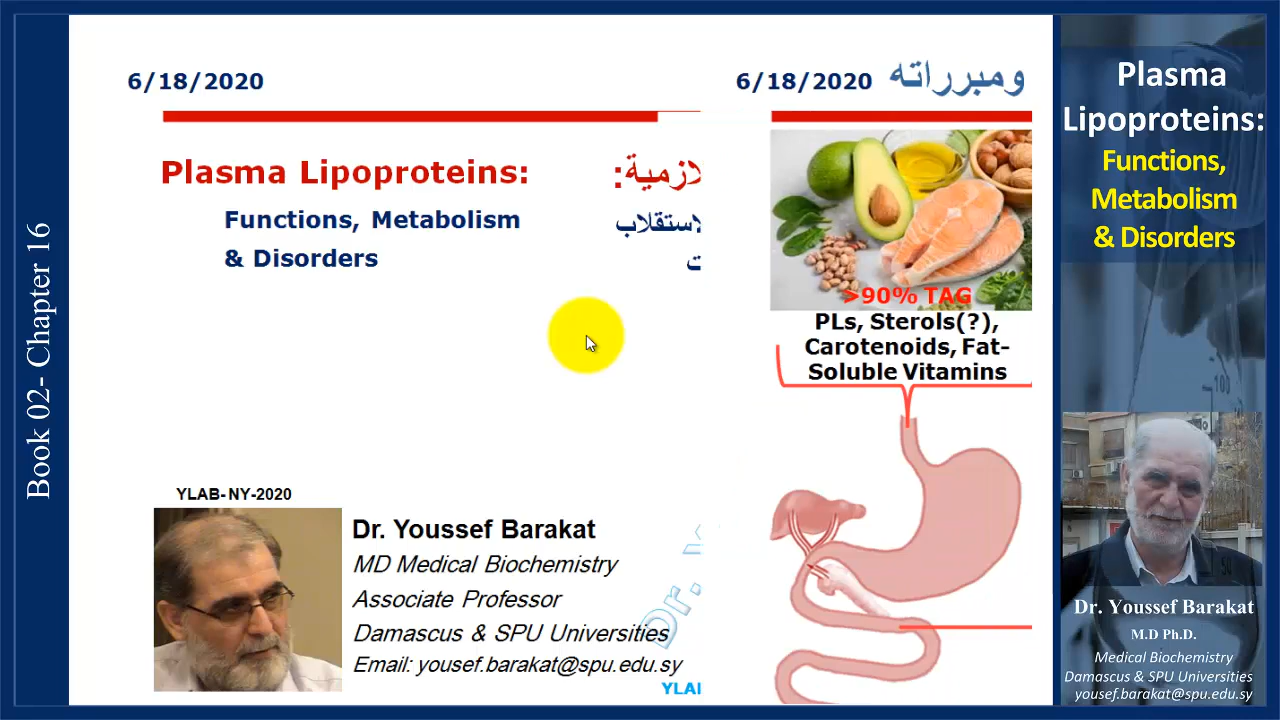 Book 02- Chapter 16
6/18/2020
Plasma Lipoproteins:
Functions, Metabolism
& Disorders
YLAB-NY-2020
Dr. Youssef Barakat
MD Medical Biochemistry
Associate Professor
Damascus & SPU Universities
Email: yousef.barakat@spu.edu.sy
Dr.
6/18/2020 ومبرراته
>90% TAG
PLs, Sterols(?),
Carotenoids, Fat-
Soluble Vitamins
Plasma
Lipoproteins:
Functions,
Metabolism
& Disorders
100
Dr. Youssef Barakat
M.D Ph.D.
Medical Biochemistry
Damascus & SPU Universities
yousef.barakat@spu.edu.sy